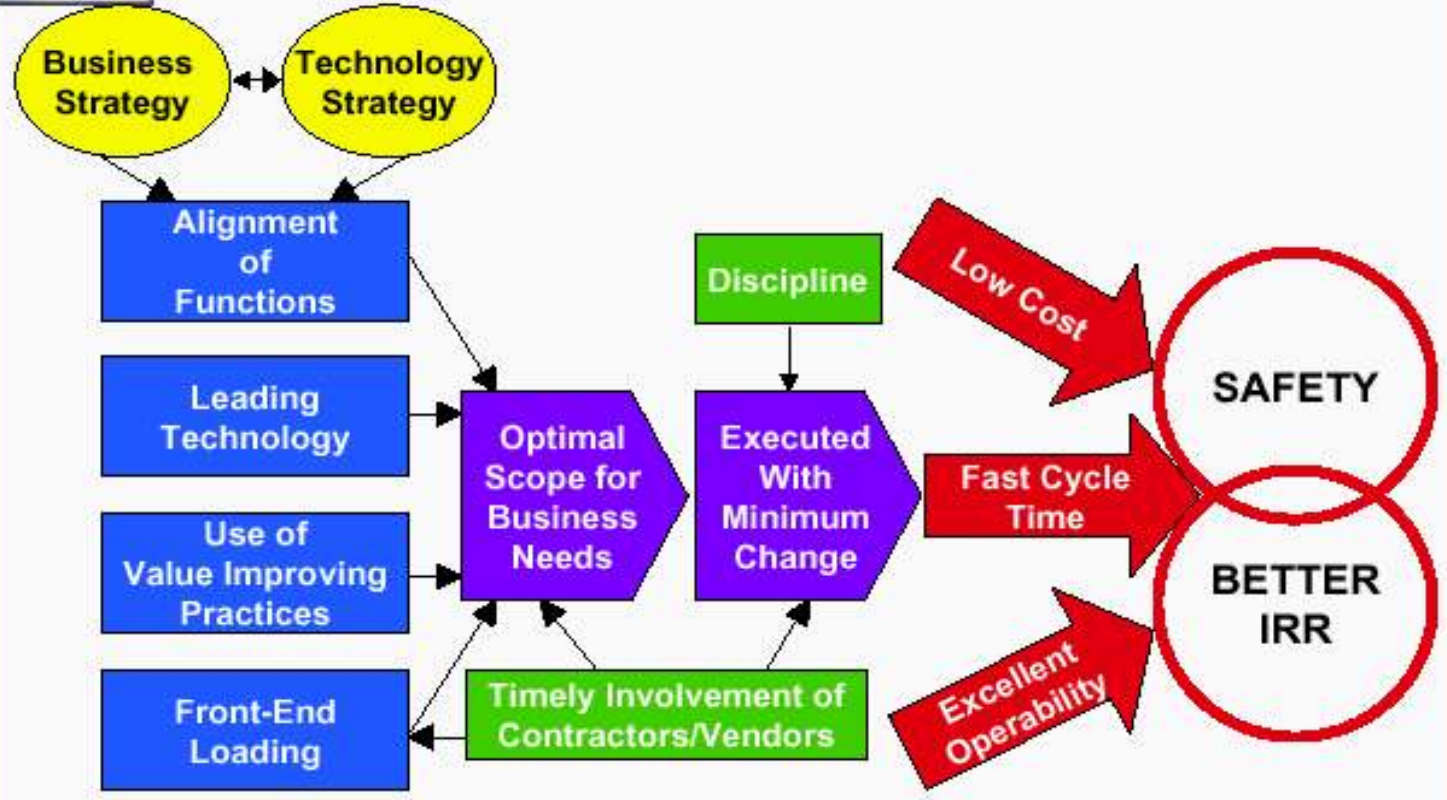 Business
Strategy
Technology
Strategy
Alignment
of
Functions
Leading
Technology
Use of
Value Improving
Practices
Front-End
Loading
Optimal
Scope for
Business
Needs
Discipline
Executed
With
Minimum
Change
Timely Involvement of
Contractors/Vendors
Low Cost
Fast Cycle
Time
Excellent
Operability
SAFETY
BETTER
IRR